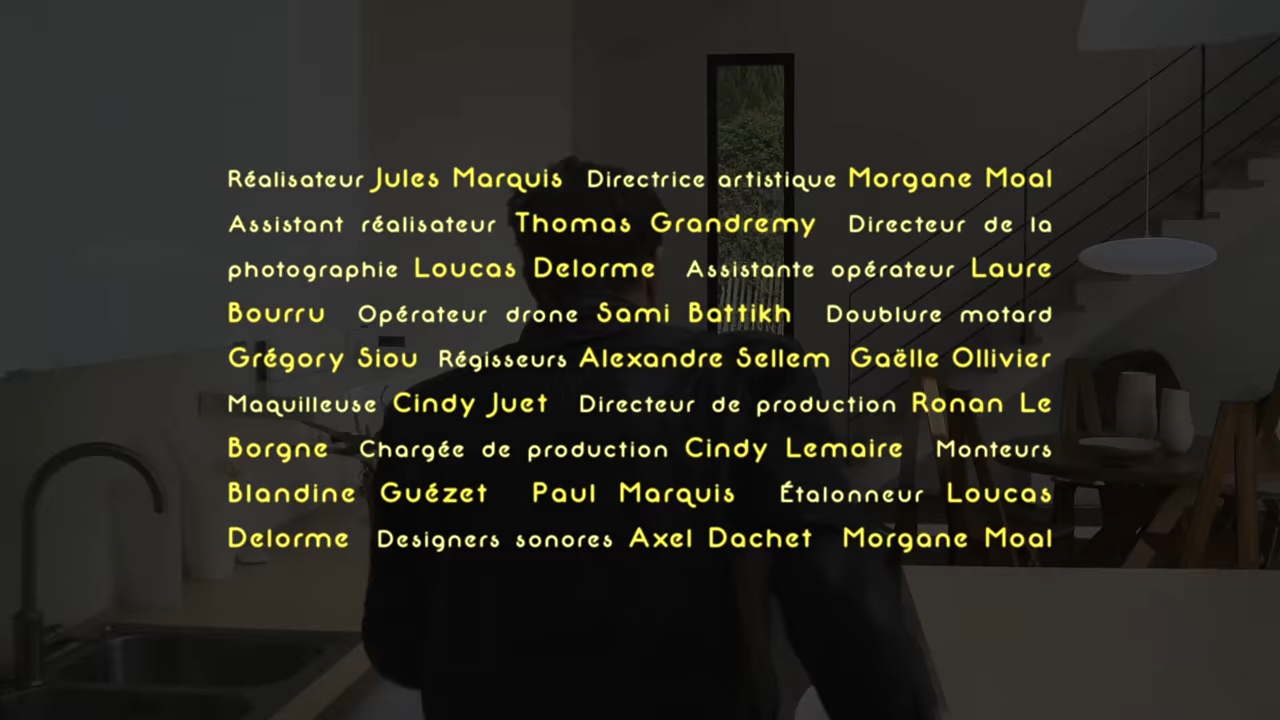 Réalisateur Jules Marquis Directrice artistique Morgane Moal
Assistant réalisateur Thomas Grandremy Directeur de la
photographie Loucas Delorme Assistante opérateur Laure
Bourru Opérateur drone Sami Battikh Doublure motard
Grégory Siou Régisseurs Alexandre Sellem Gaëlle Ollivier
Maquilleuse Cindy Juet Directeur de production Ronan Le
Borgne Chargée de production Cindy Lemaire Monteurs
Blandine Guézet Paul Marquis Étalonneur Loucas
Delorme Designers sonores Axel Dachet Morgane Moal